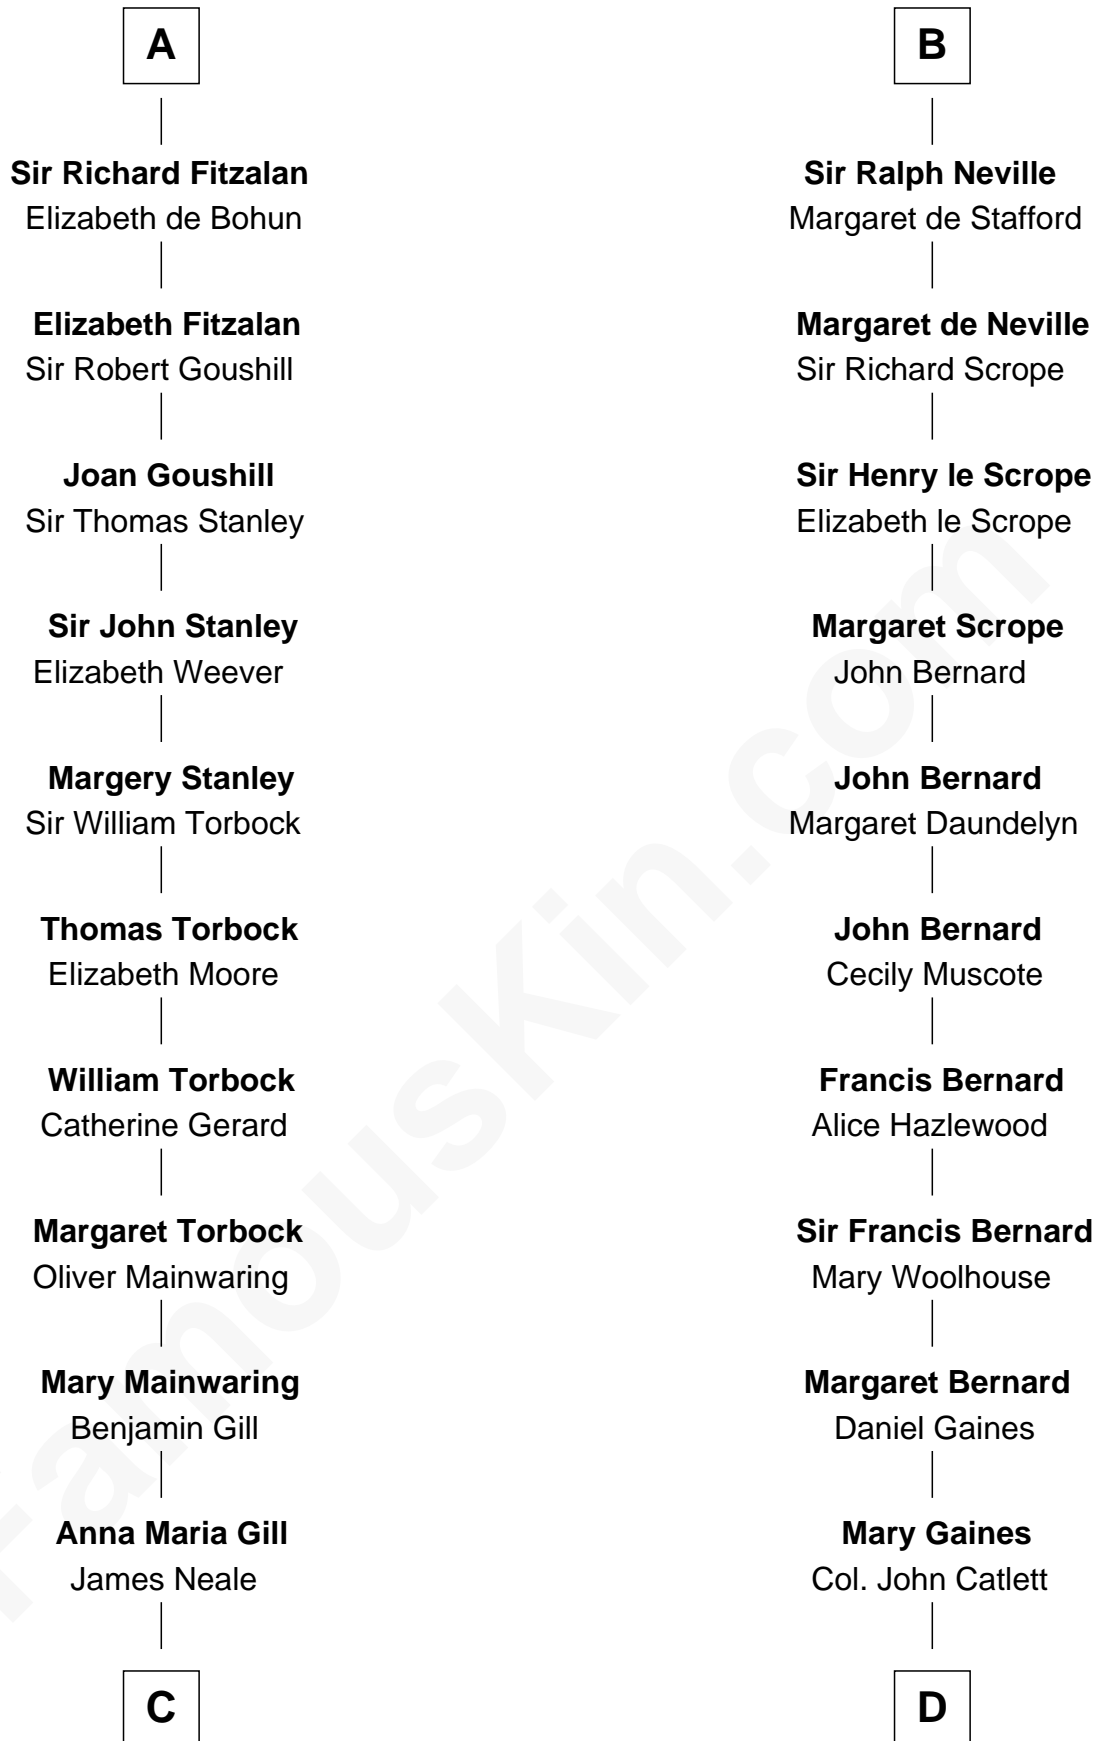 A
Sir Richard Fitzalan
Elizabeth de Bohun
Elizabeth Fitzalan
Sir Robert Goushill
Joan Goushill
Sir Thomas Stanley
Sir John Stanley
Elizabeth Weever
Margery Stanley
Sir William Torbock
Thomas Torbock
Elizabeth Moore
William Torbock
Catherine Gerard
Margaret Torbock
Oliver Mainwaring
Mary Mainwaring
Benjamin Gill
Anna Maria Gill
James Neale
C
B
Sir Ralph Neville
Margaret de Stafford
Margaret de Neville
Sir Richard Scrope
Sir Henry le Scrope
Elizabeth le Scrope
Margaret Scrope
John Bernard
John Bernard
Margaret Daundelyn
John Bernard
Cecily Muscote
Francis Bernard
Alice Hazlewood
Sir Francis Bernard
Mary Woolhouse
Margaret Bernard
Daniel Gaines
Mary Gaines
Col. John Catlett
D
FamousKin.com